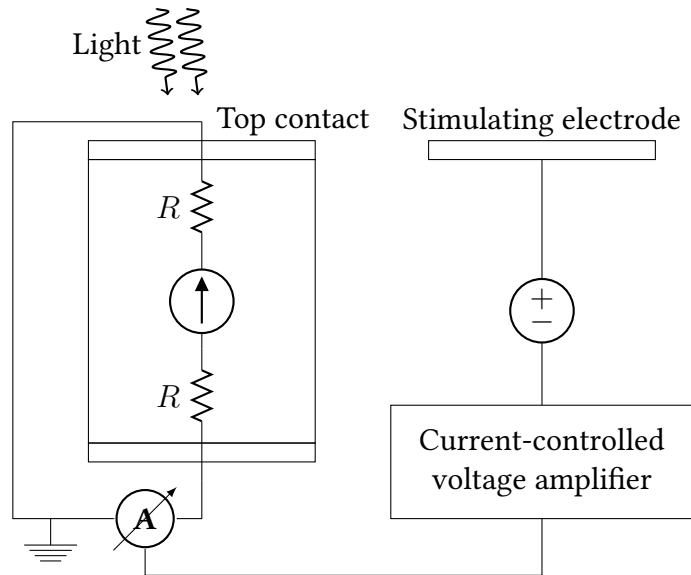 Light
Top contact
Stimulating electrode
R
+
−
R
Current-controlled
voltage amplifier
A